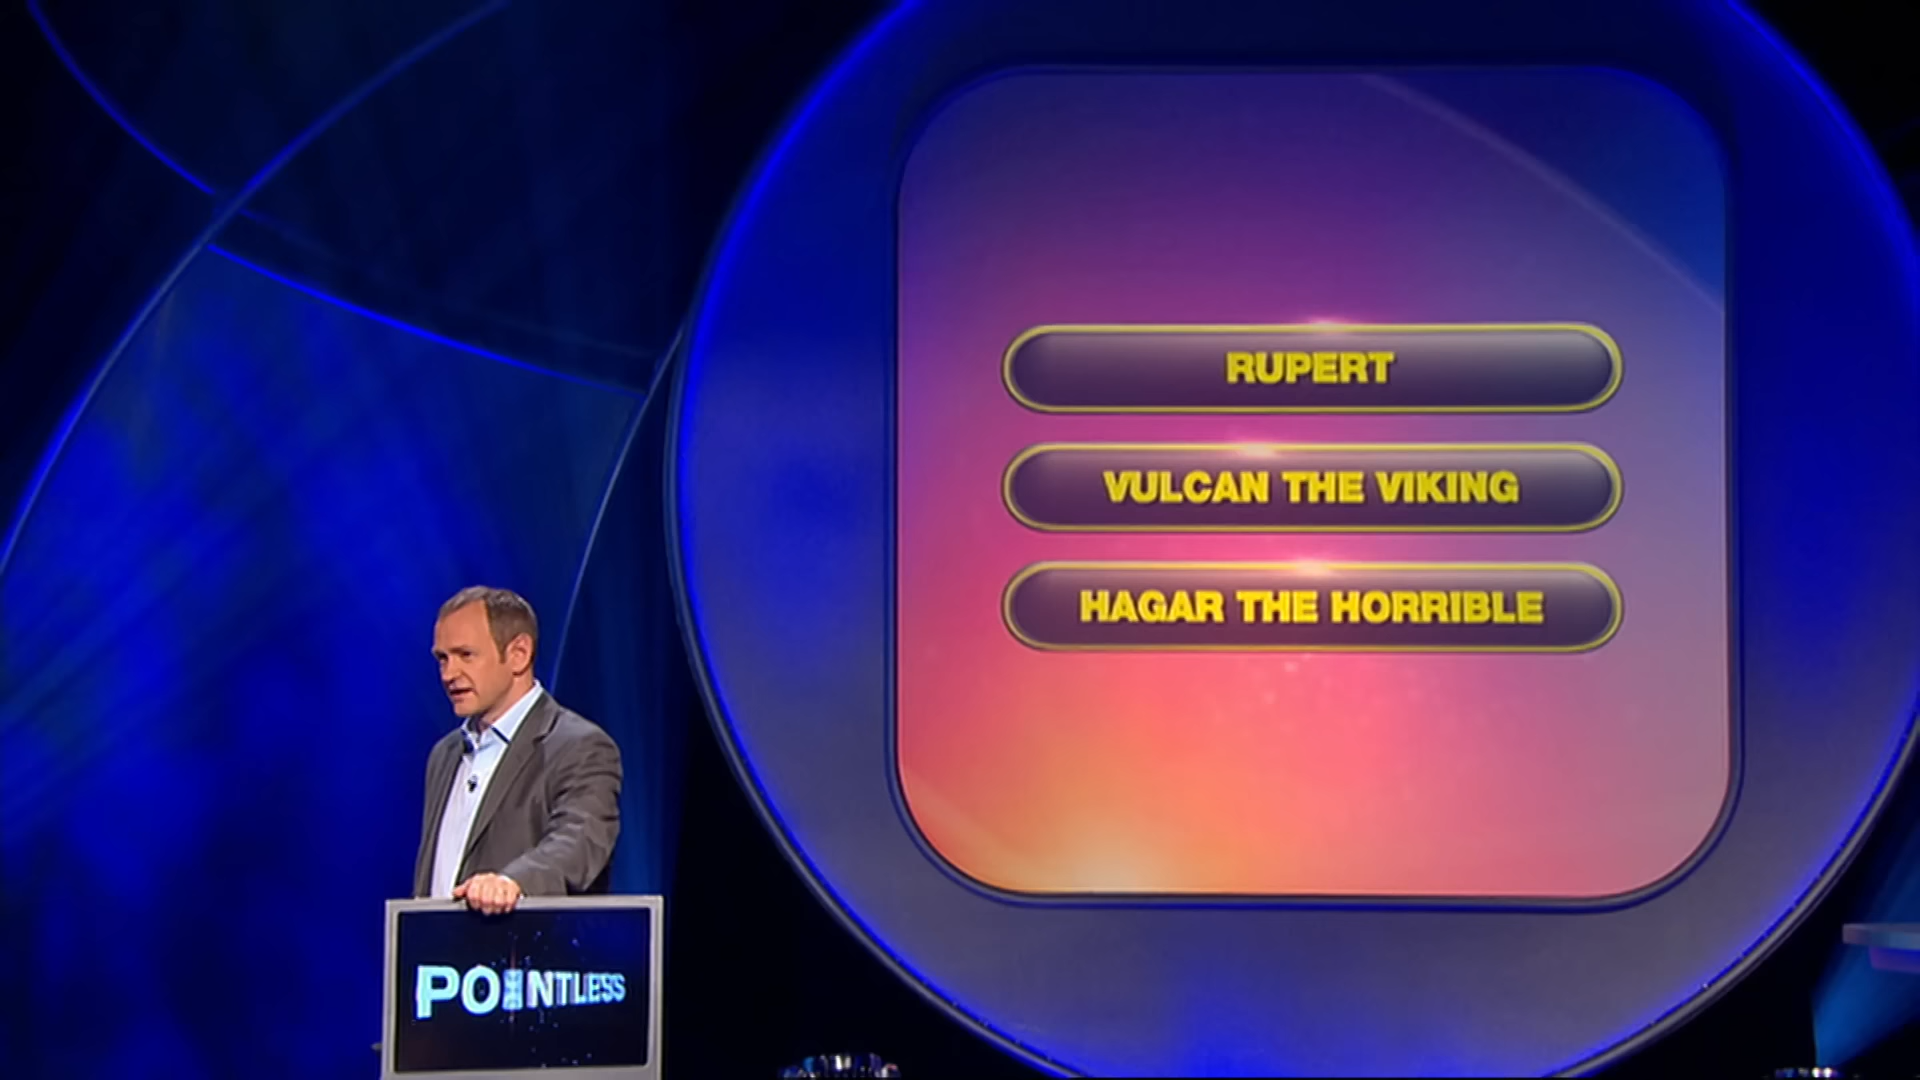 RUPERT
VULCAN THE VIKING
HAGAR THE HORRIBLE
POINTLESS